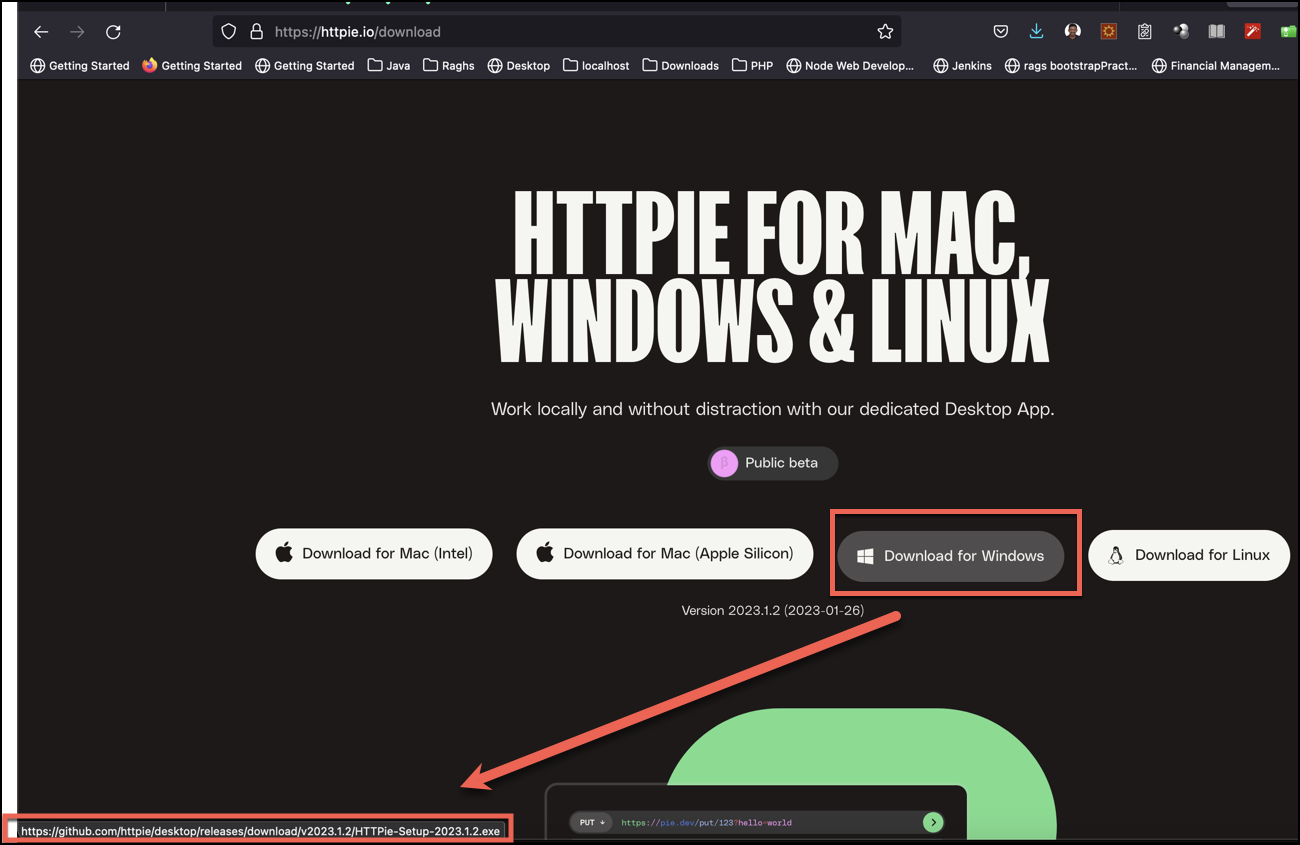 https://httpie.io/download
Getting Started Getting Started Getting Started Java Raghs Desktop localhost Downloads PHP Node Web Develop... Jenkins rags bootstrapPract... Financial Managem...
HTTPIE FOR MAC,
WINDOWS & LINUX
Work locally and without distraction with our dedicated Desktop App.
β Public beta
Download for Mac (Intel) Download for Mac (Apple Silicon) Download for Windows Download for Linux
Version 2023.1.2 (2023-01-26)
PUT https://pie.dev/put/123?hello=world
https://github.com/httpie/desktop/releases/download/v2023.1.2/HTTPie-Setup-2023.1.2.exe